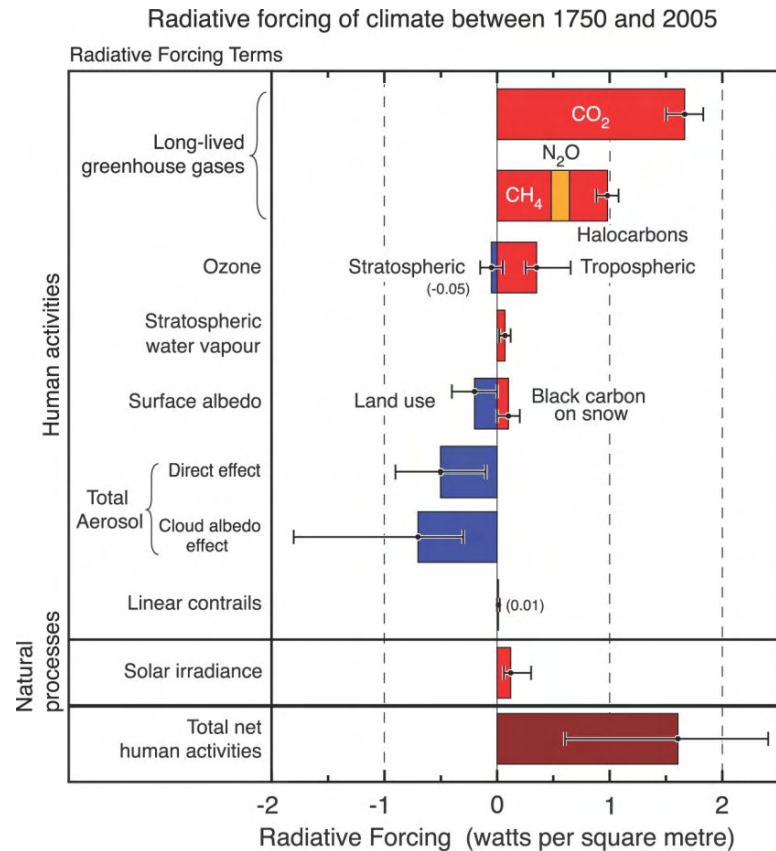 Radiative forcing of climate between 1750 and 2005
Radiative Forcing Terms
Human activities
Long-lived
greenhouse gases
CO₂
N₂O
CH₄
Halocarbons
Ozone
Stratospheric
(-0.05)
Tropospheric
Stratospheric
water vapour
Surface albedo
Land use
Black carbon
on snow
Total
Aerosol
Direct effect
Cloud albedo
effect
Linear contrails
(0.01)
Natural
processes
Solar irradiance
Total net
human activities
-2 -1 0 1 2
Radiative Forcing (watts per square metre)